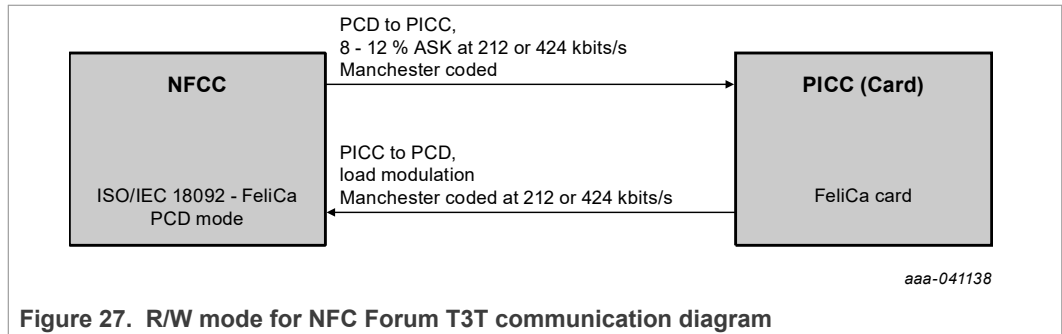 PCD to PICC,
8 - 12 % ASK at 212 or 424 kbits/s
Manchester coded
NFCC
PICC (Card)
PICC to PCD,
load modulation
Manchester coded at 212 or 424 kbits/s
ISO/IEC 18092 - FeliCa
PCD mode
FeliCa card
aaa-041138
Figure 27. R/W mode for NFC Forum T3T communication diagram